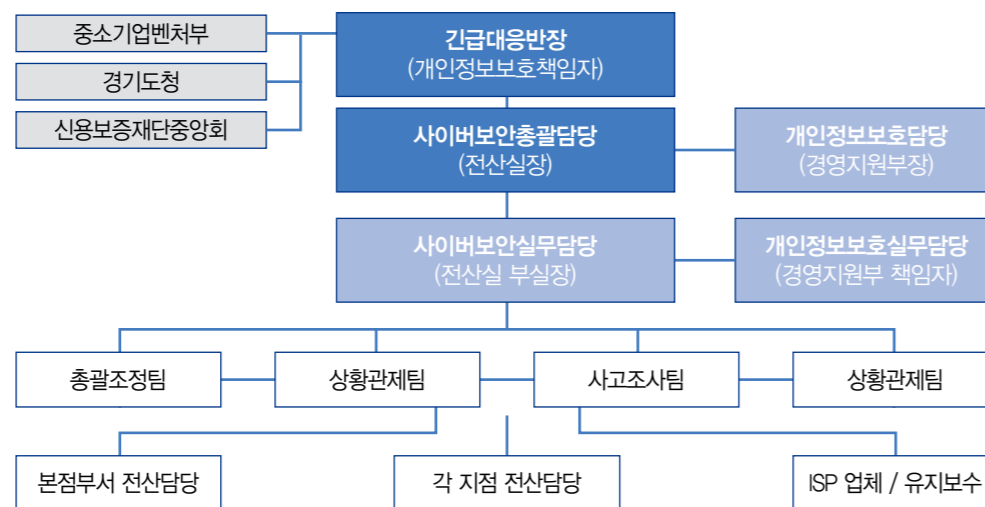 중소기업벤처부
경기도청
신용보증재단중앙회
긴급대응반장
(개인정보보호책임자)
사이버보안총괄담당
(전산실장)
개인정보보호담당
(경영지원부장)
사이버보안실무담당
(전산실 부실장)
개인정보보호실무담당
(경영지원부 책임자)
총괄조정팀
상황관제팀
사고조사팀
상황관제팀
본점부서 전산담당
각 지점 전산담당
ISP 업체 / 유지보수